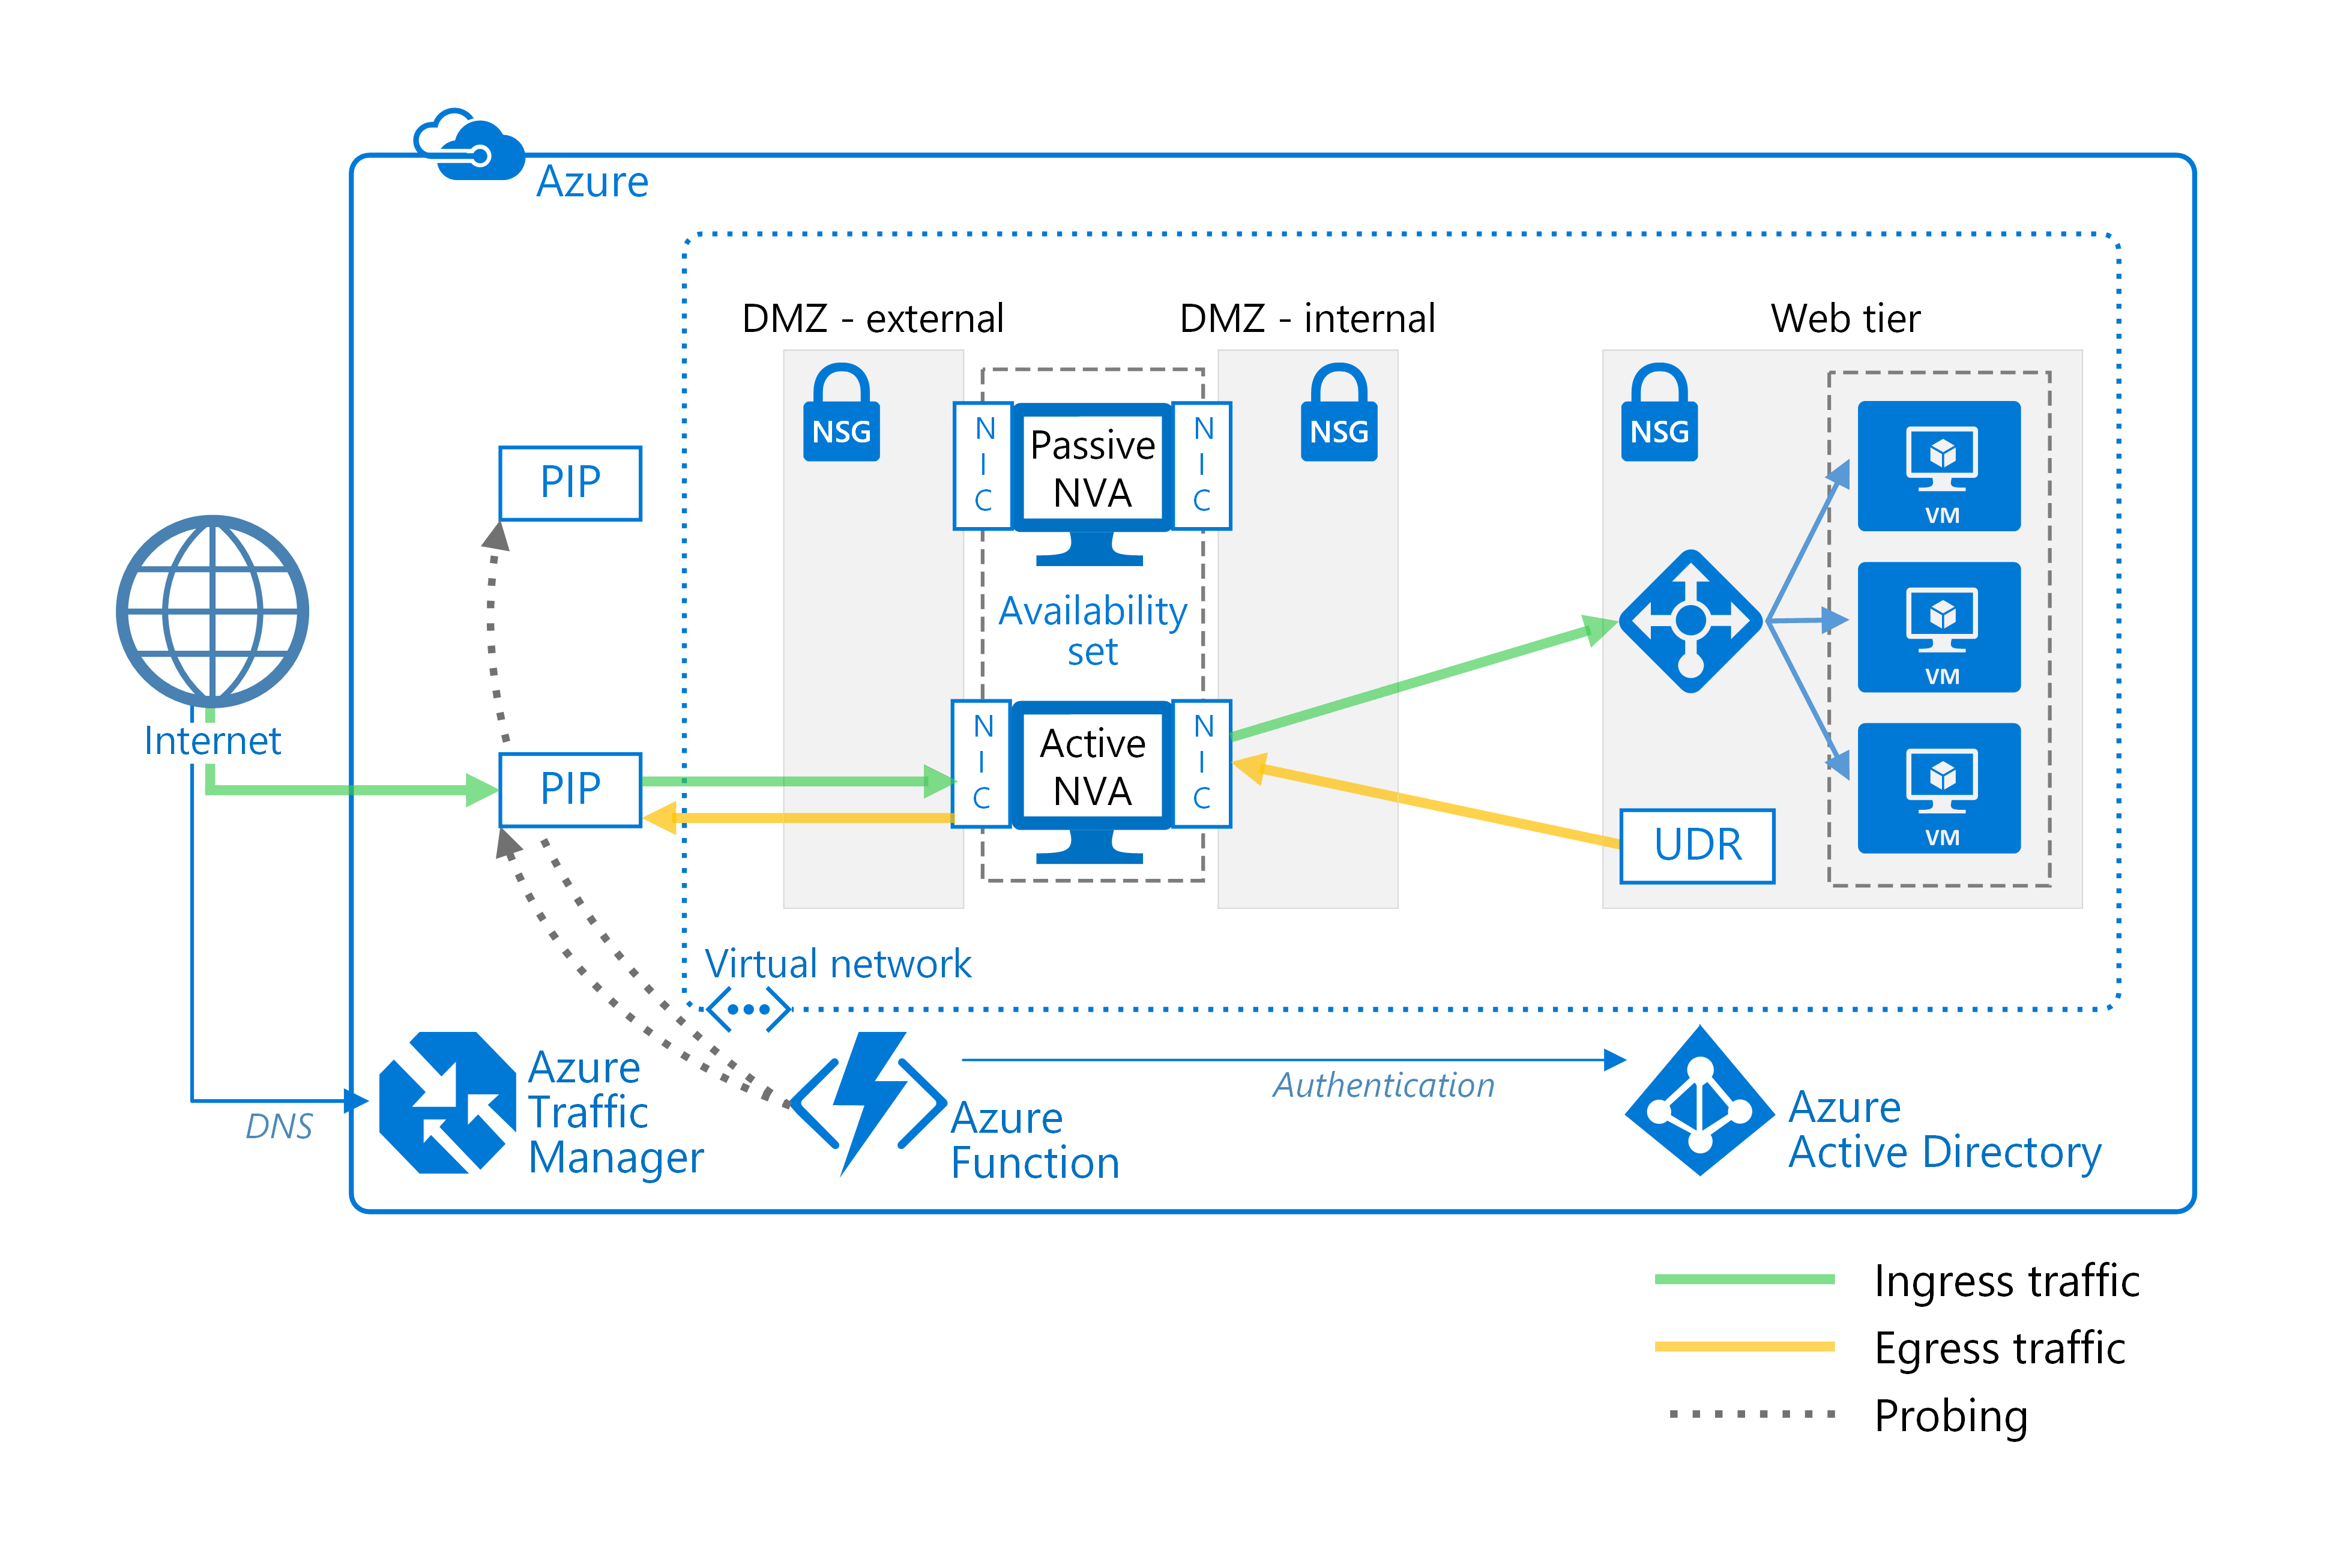 Azure
DMZ - external
DMZ - internal
Web tier
NSG
NSG
NSG
N
I
C
Passive
NVA
N
I
C
VM
PIP
Availability
set
VM
Internet
PIP
N
I
C
Active
NVA
N
I
C
UDR
VM
Virtual network
DNS
Azure
Traffic
Manager
Azure
Function
Authentication
Azure
Active Directory
Ingress traffic
Egress traffic
Probing